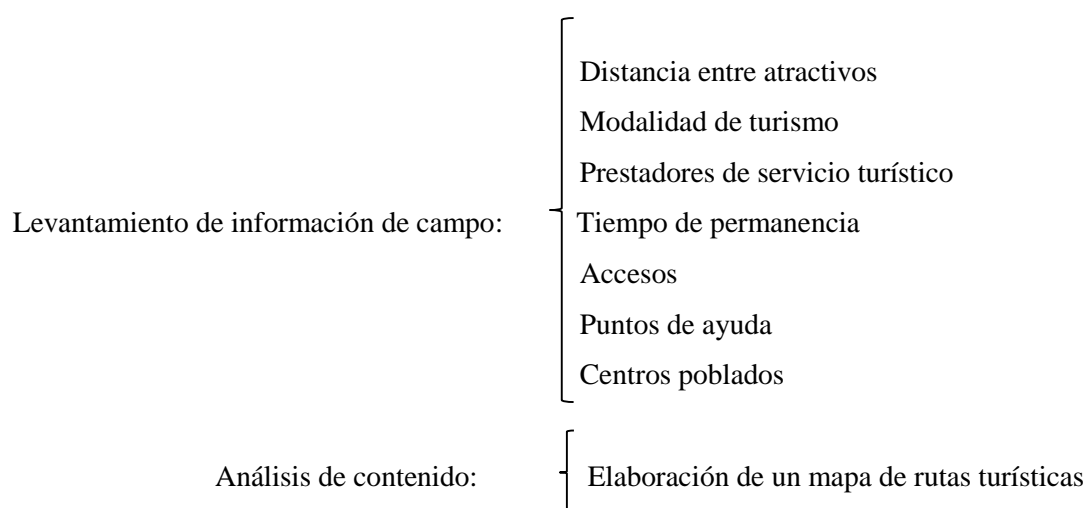 Distancia entre atractivos
Modalidad de turismo
Prestadores de servicio turístico
Levantamiento de información de campo:
Tiempo de permanencia
Accesos
Puntos de ayuda
Centros poblados
Análisis de contenido:
Elaboración de un mapa de rutas turísticas